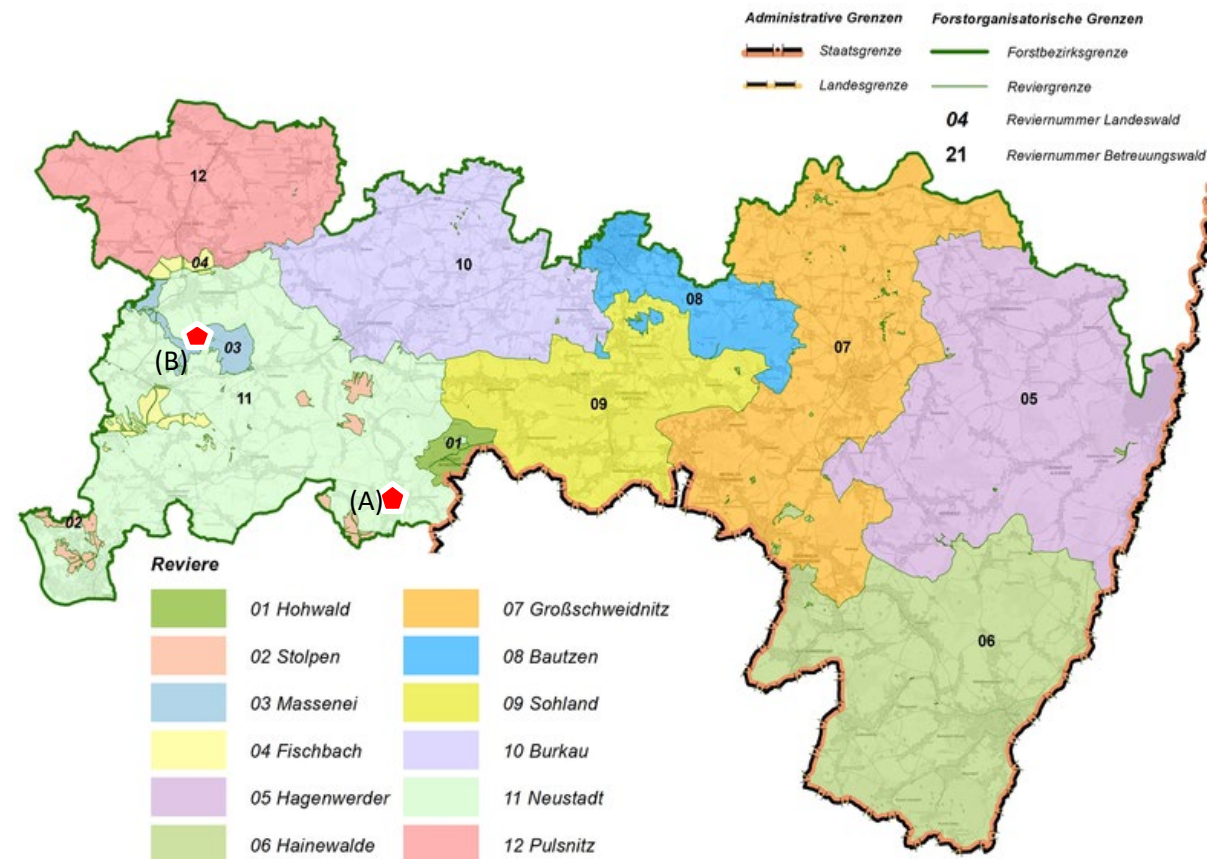 Administrative Grenzen
Forstorganisatorische Grenzen
Staatsgrenze
Forstbezirksgrenze
Landesgrenze
Reviergrenze
04 Reviernummer Landeswald
21 Reviernummer Betreuungswald
12
04
10
08
(B)
03
07
11
09
05
01
(A)
02
06
Reviere
01 Hohwald
02 Stolpen
03 Massenei
04 Fischbach
05 Hagenwerder
06 Hainewalde
07 Großschweidnitz
08 Bautzen
09 Sohland
10 Burkau
11 Neustadt
12 Pulsnitz